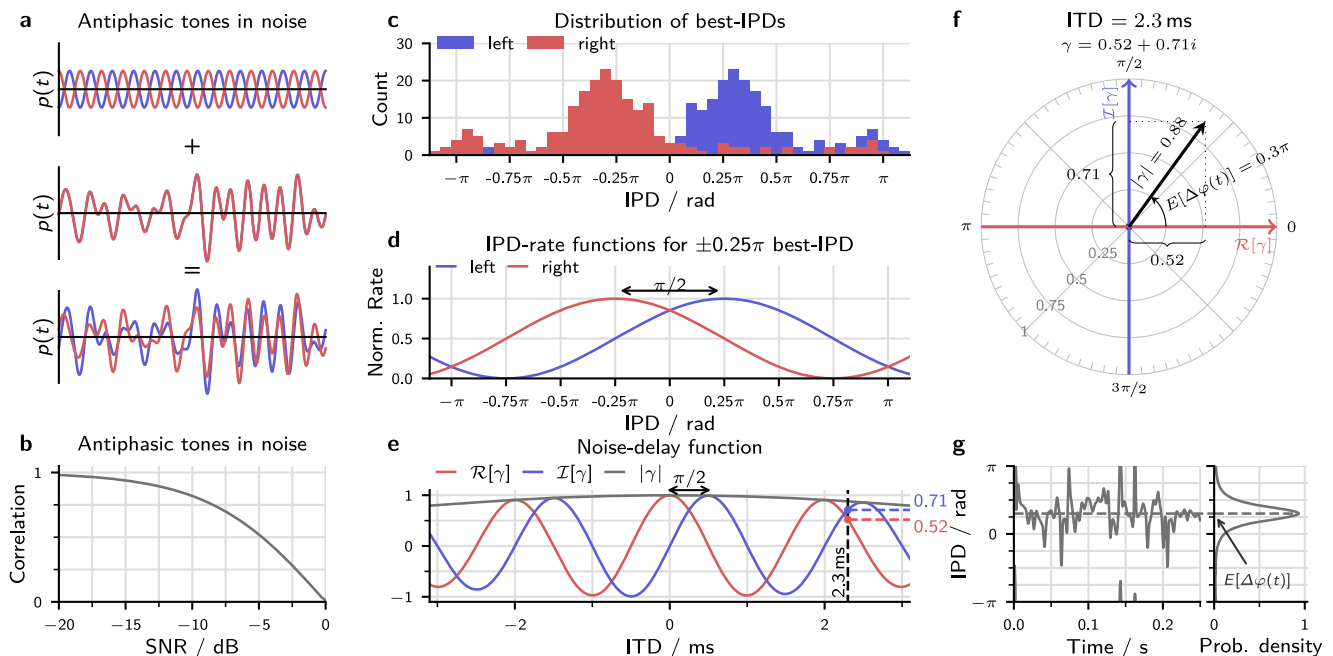 a Antiphasic tones in noise
p(t)
+
p(t)
=
p(t)
b Antiphasic tones in noise
Correlation
1
0
−20 −15 −10 −5 0
SNR / dB
c Distribution of best-IPDs
left right
Count
30
20
10
0
−π -0.75π -0.5π -0.25π 0 0.25π 0.5π 0.75π π
IPD / rad
d IPD-rate functions for ±0.25π best-IPD
left right
π/2
Norm. Rate
1.0
0.5
0.0
−π -0.75π -0.5π -0.25π 0 0.25π 0.5π 0.75π π
IPD / rad
e Noise-delay function
ℛ[γ] ℐ[γ] |γ|
π/2
1
0
−1
0.71
0.52
2.3 ms
−2 0 2
ITD / ms
f ITD = 2.3 ms
γ = 0.52 + 0.71i
π/2
ℐ[γ]
|γ| = 0.88
E[Δφ(t)] = 0.3π
0.71
π
0
ℛ[γ]
0.52
0.25
0.5
0.75
1
3π/2
g
IPD / rad
π
0
−π
0.0 0.1 0.2
Time / s
E[Δφ(t)]
0 1
Prob. density